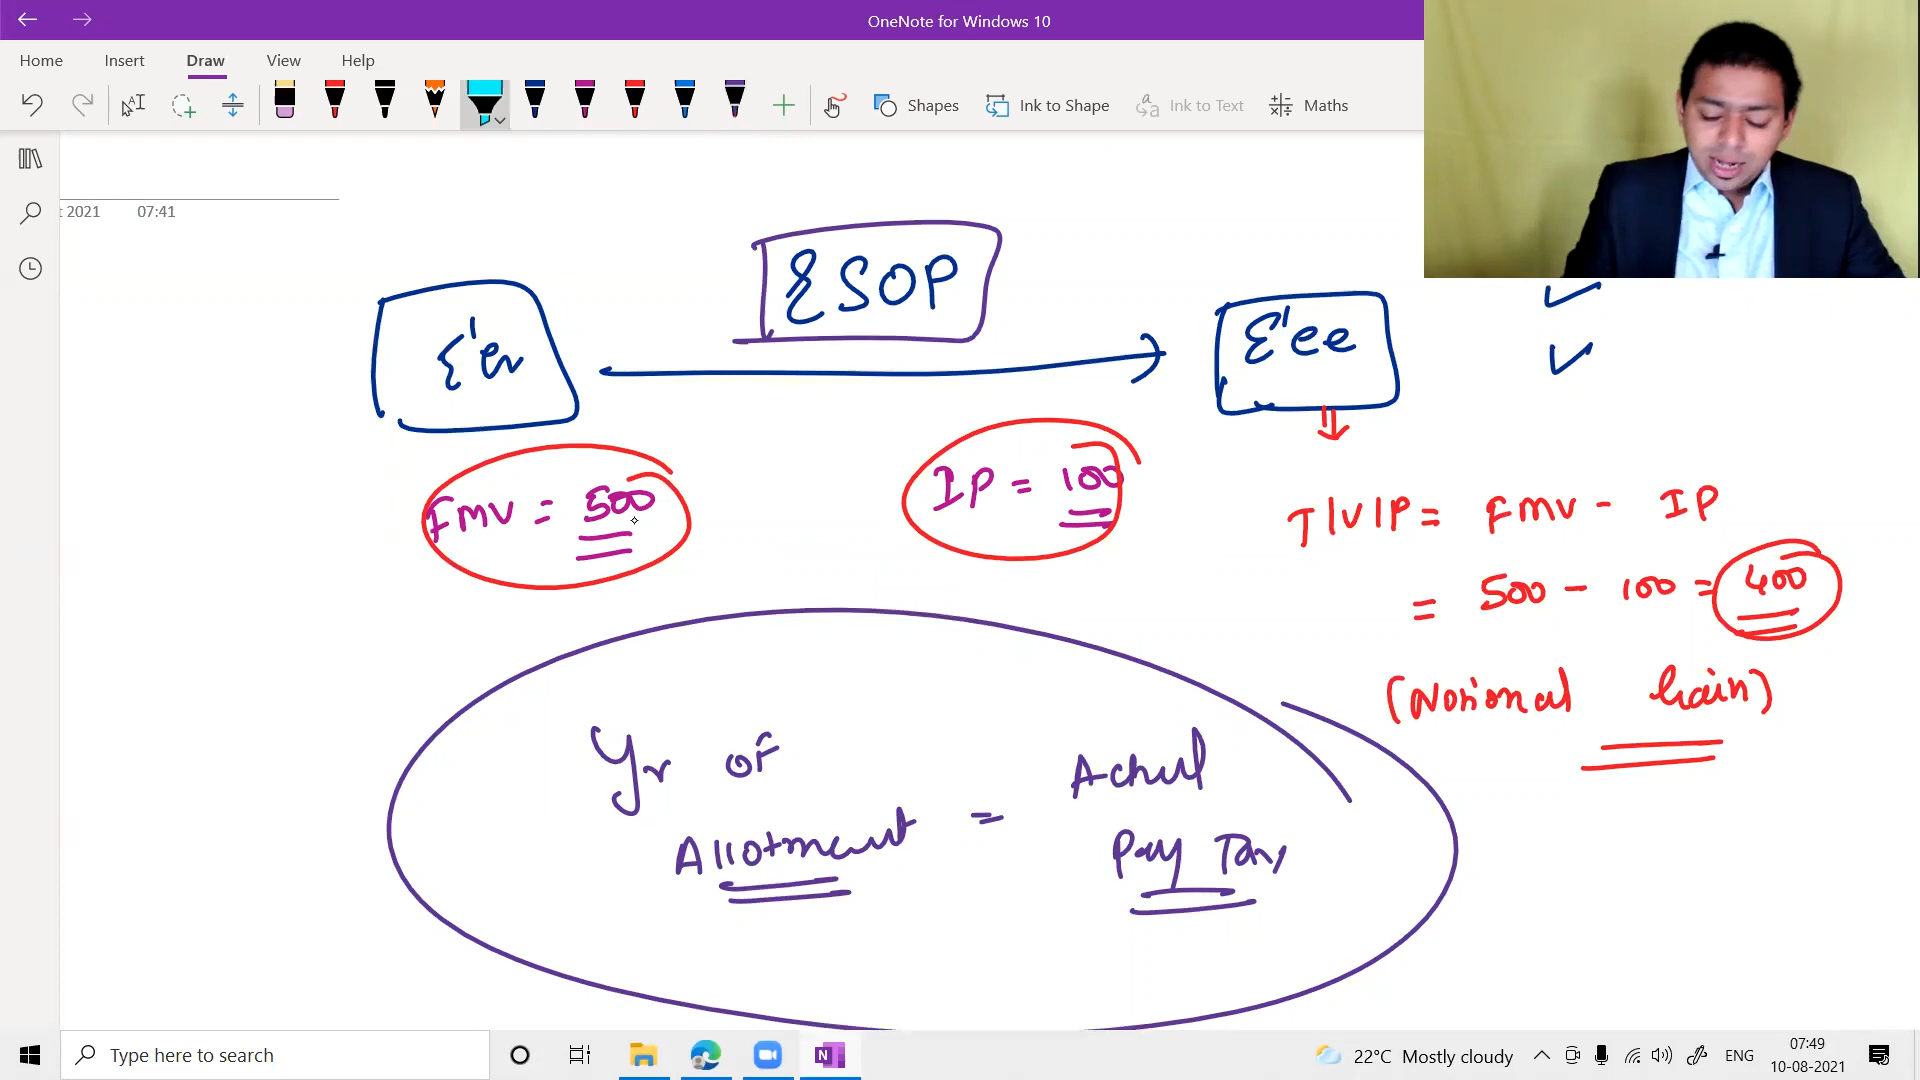 OneNote for Windows 10
Home Insert Draw View Help
Shapes Ink to Shape Ink to Text Maths
t 2021 07:41
ESOP
E'er
E'ee
FMV = 500
IP = 100
T/V/P = FMV - IP
= 500 - 100 = 400
(Notional Gain)
Yr of
Allotment
=
Actual
Pay Tax
Type here to search
N
22°C Mostly cloudy
ENG
07:49
10-08-2021